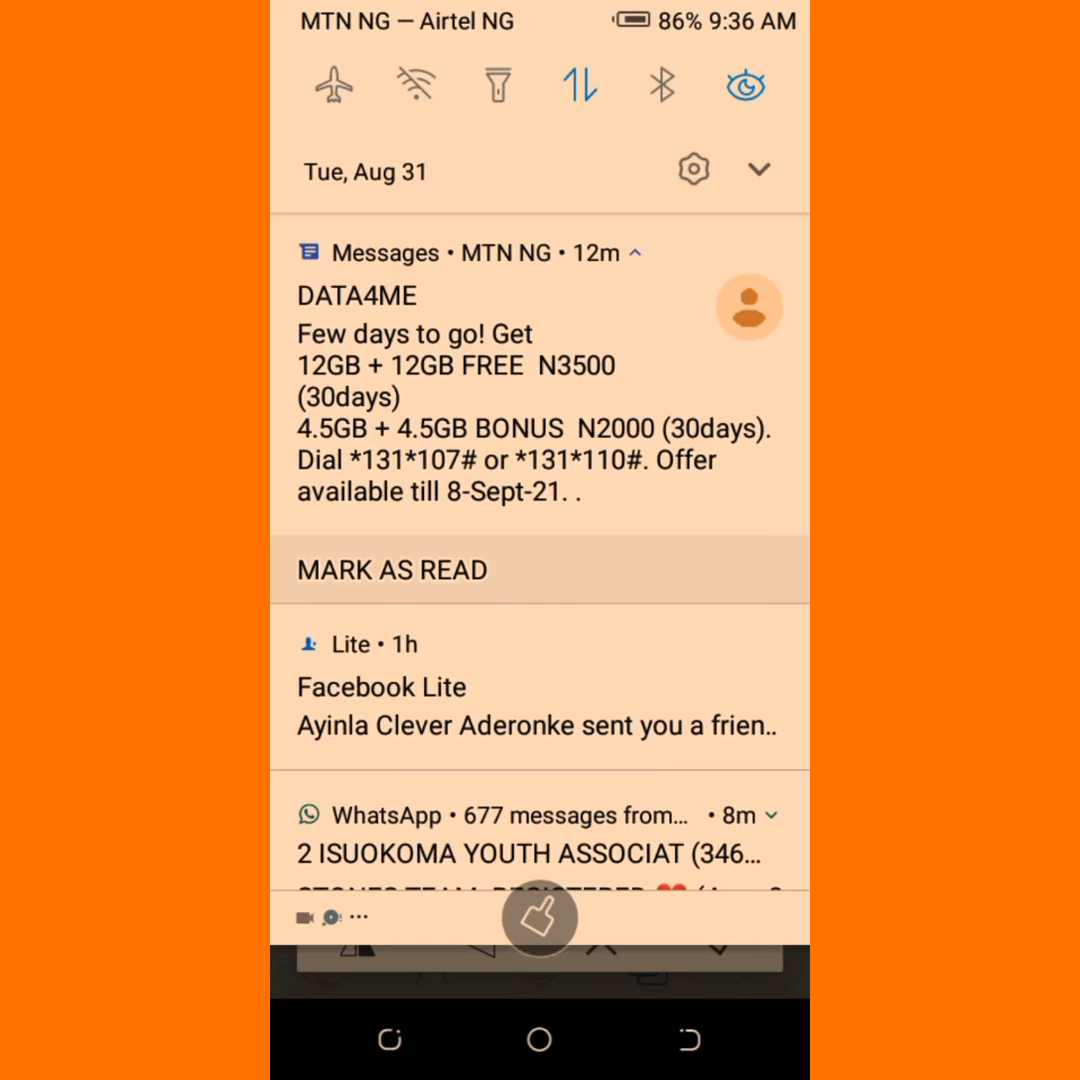 MTN NG — Airtel NG 86% 9:36 AM
Tue, Aug 31
Messages • MTN NG • 12m
DATA4ME
Few days to go! Get
12GB + 12GB FREE N3500
(30days)
4.5GB + 4.5GB BONUS N2000 (30days).
Dial *131*107# or *131*110#. Offer
available till 8-Sept-21. .
MARK AS READ
Lite • 1h
Facebook Lite
Ayinla Clever Aderonke sent you a frien..
WhatsApp • 677 messages from... • 8m
2 ISUOKOMA YOUTH ASSOCIAT (346...